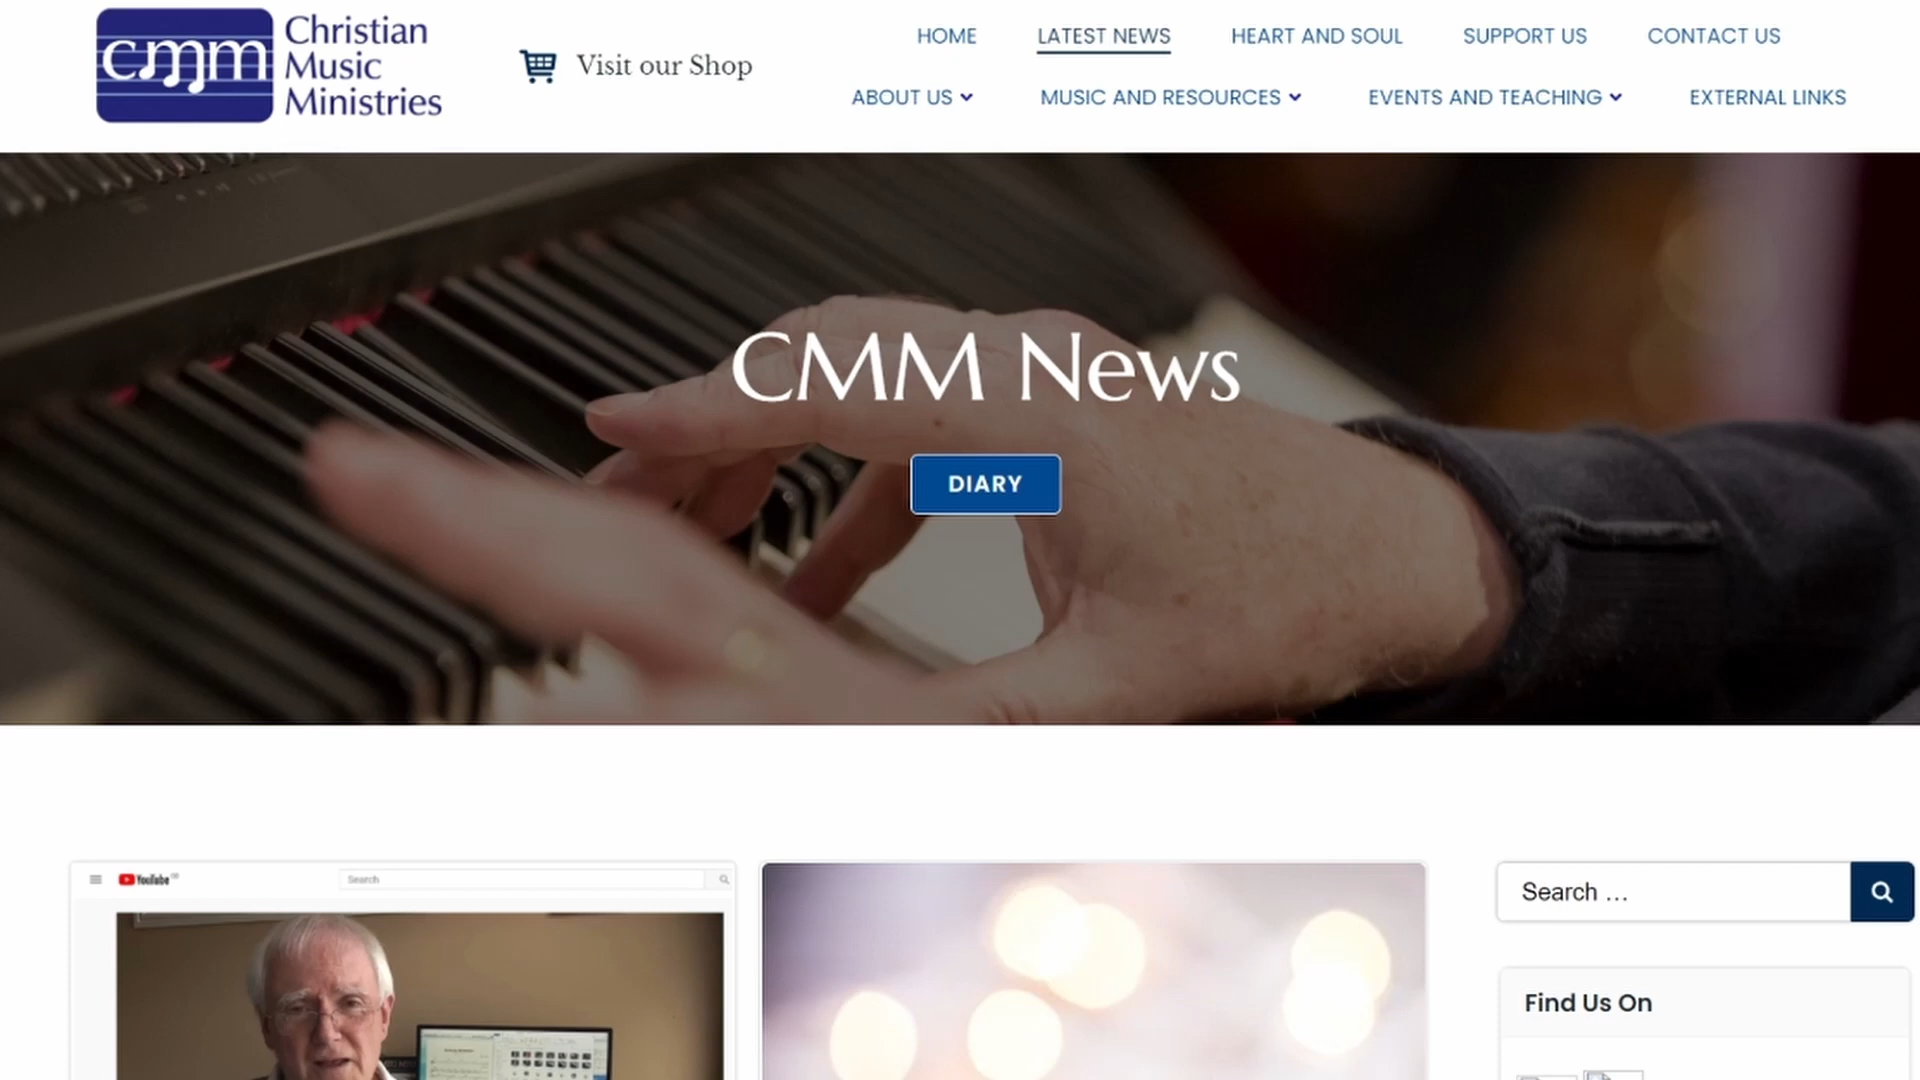 cmm
Christian
Music
Ministries
Visit our Shop
HOME
LATEST NEWS
HEART AND SOUL
SUPPORT US
CONTACT US
ABOUT US
MUSIC AND RESOURCES
EVENTS AND TEACHING
EXTERNAL LINKS
CMM News
DIARY
YouTube
Search
Search ...
Find Us On